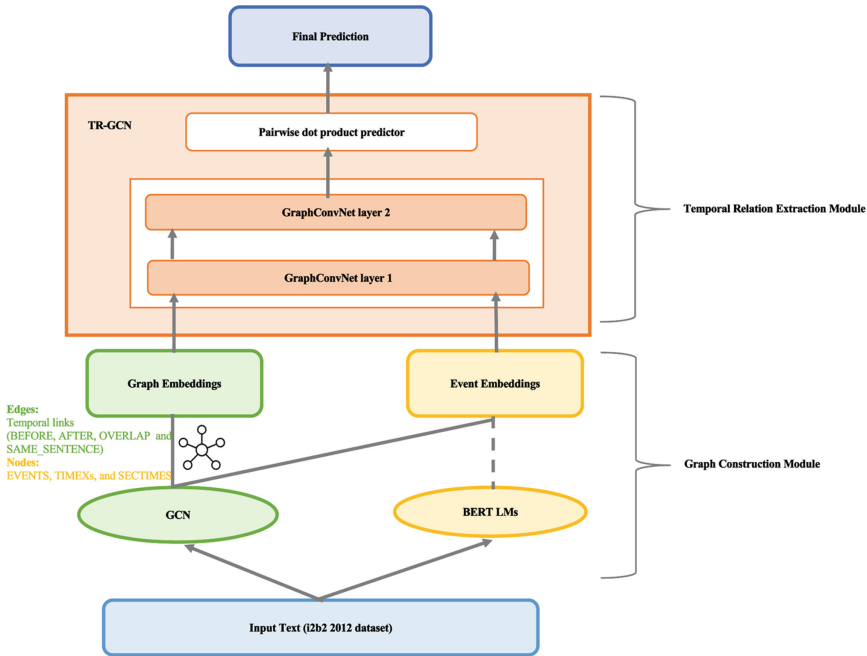 Final Prediction
TR-GCN
Pairwise dot product predictor
GraphConvNet layer 2
GraphConvNet layer 1
Temporal Relation Extraction Module
Graph Embeddings
Event Embeddings
Edges:
Temporal links
(BEFORE, AFTER, OVERLAP and
SAME_SENTENCE)
Nodes:
EVENTS, TIMEXs, and SECTIMES
Graph Construction Module
GCN
BERT LMs
Input Text (i2b2 2012 dataset)